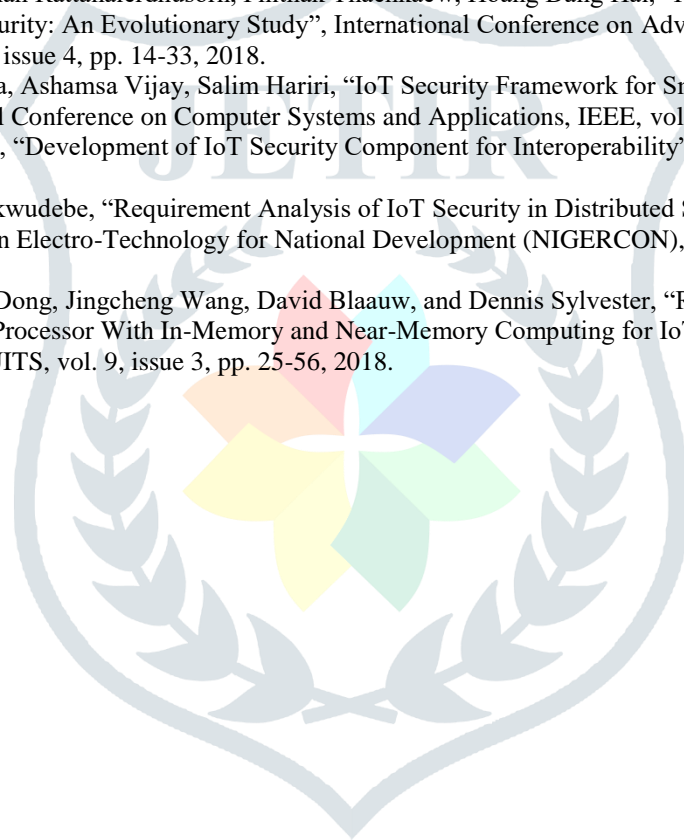 Hoang Dang Hai, "
urity: An Evolutionary Study", International Conference on Adv
issue 4, pp. 14-33, 2018.
a, Ashamsa Vijay, Salim Hariri, "IoT Security Framework for Sm
l Conference on Computer Systems and Applications, IEEE, vol
, "Development of IoT Security Component for Interoperability"
JETIR
kwudebe, "Requirement Analysis of IoT Security in Distributed S
n Electro-Technology for National Development (NIGERCON),
Dong, Jingcheng Wang, David Blaauw, and Dennis Sylvester, "R
Processor With In-Memory and Near-Memory Computing for IoT
JITS, vol. 9, issue 3, pp. 25-56, 2018.